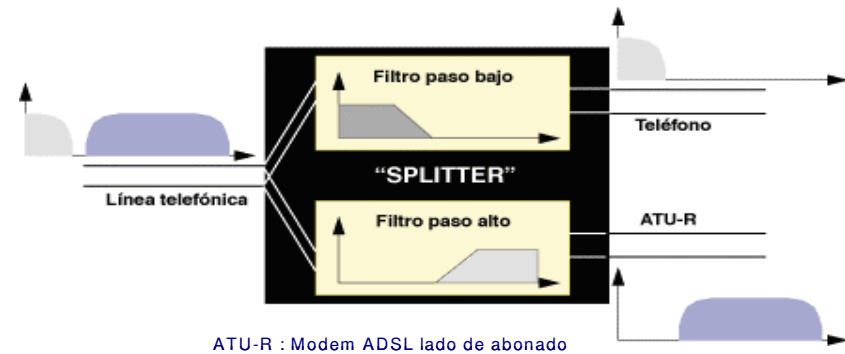 Filtro paso bajo
Teléfono
“SPLITTER”
Línea telefónica
Filtro paso alto
ATU-R
ATU-R : Modem ADSL lado de abonado